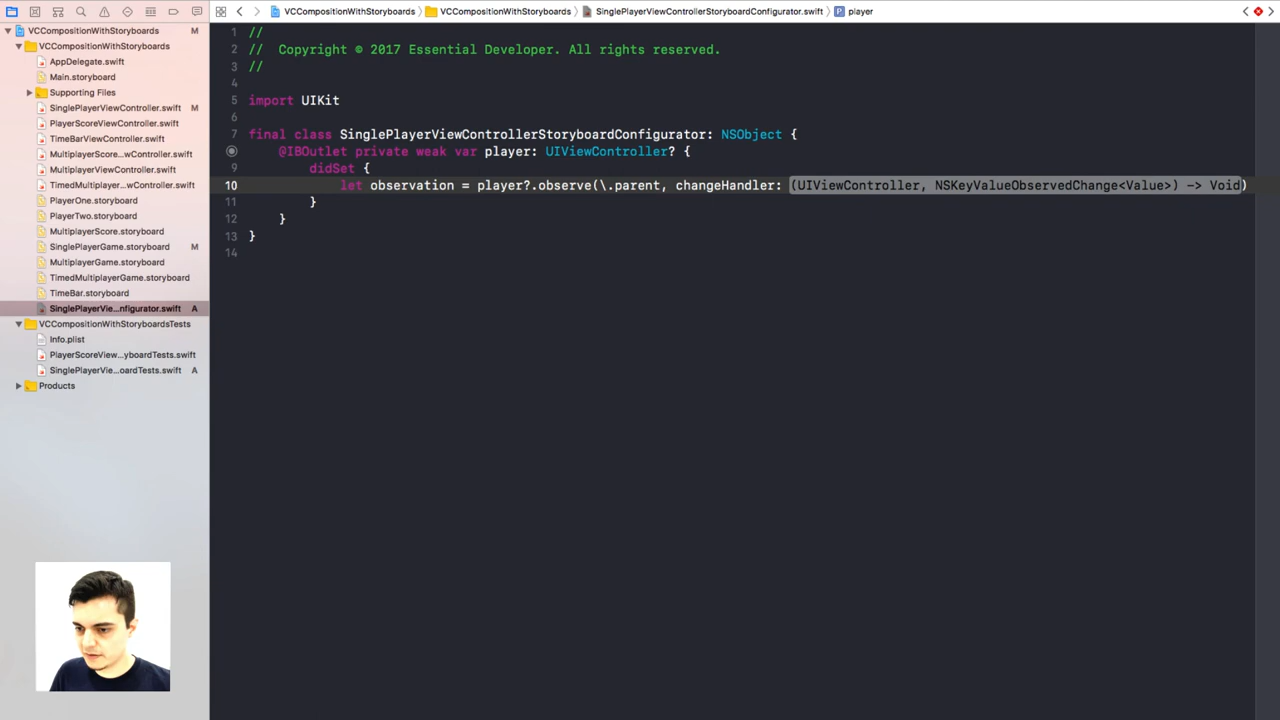 VCCompositionWithStoryboards
VCCompositionWithStoryboards
SinglePlayerViewControllerStoryboardConfigurator.swift
P player
VCCompositionWithStoryboards M
VCCompositionWithStoryboards
AppDelegate.swift
Main.storyboard
Supporting Files
SinglePlayerViewController.swift M
PlayerScoreViewController.swift
TimeBarViewController.swift
MultiplayerScore...wController.swift
MultiplayerViewController.swift
TimedMultiplayer...wController.swift
PlayerOne.storyboard
PlayerTwo.storyboard
MultiplayerScore.storyboard
SinglePlayerGame.storyboard M
MultiplayerGame.storyboard
TimedMultiplayerGame.storyboard
TimeBar.storyboard
SinglePlayerVie...nfigurator.swift A
VCCompositionWithStoryboardsTests
Info.plist
PlayerScoreView...yboardTests.swift
SinglePlayerVie...oardTests.swift A
Products
1 //
2 //  Copyright © 2017 Essential Developer. All rights reserved.
3 //
4
5 import UIKit
6
7 final class SinglePlayerViewControllerStoryboardConfigurator: NSObject {
@IBOutlet private weak var player: UIViewController? {
9 didSet {
10 let observation = player?.observe(\.parent, changeHandler: (UIViewController, NSKeyValueObservedChange<Value>) -> Void)
11 }
12 }
13 }
14